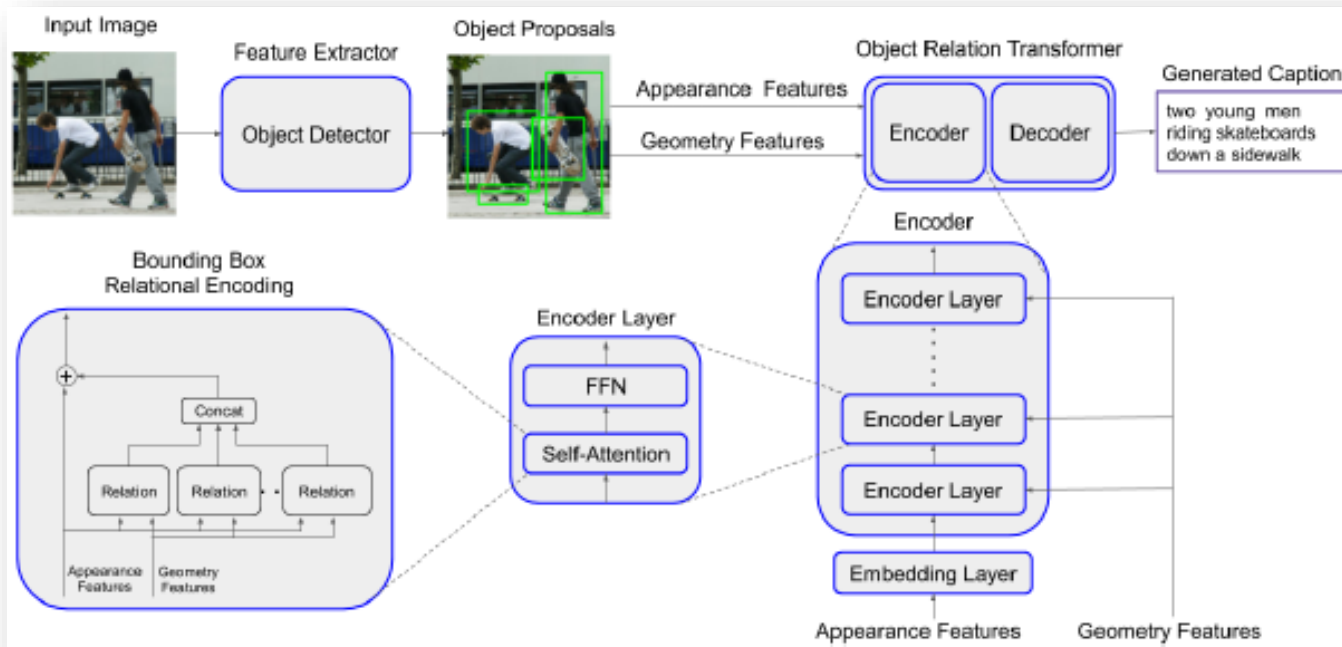 Input Image
Feature Extractor
Object Detector
Object Proposals
Appearance Features
Geometry Features
Object Relation Transformer
Encoder
Decoder
Generated Caption
two young men
riding skateboards
down a sidewalk
Bounding Box
Relational Encoding
Concat
Relation
Relation
Relation
Appearance
Features
Geometry
Features
Encoder Layer
FFN
Self-Attention
Encoder
Encoder Layer
Encoder Layer
Encoder Layer
Embedding Layer
Appearance Features
Geometry Features